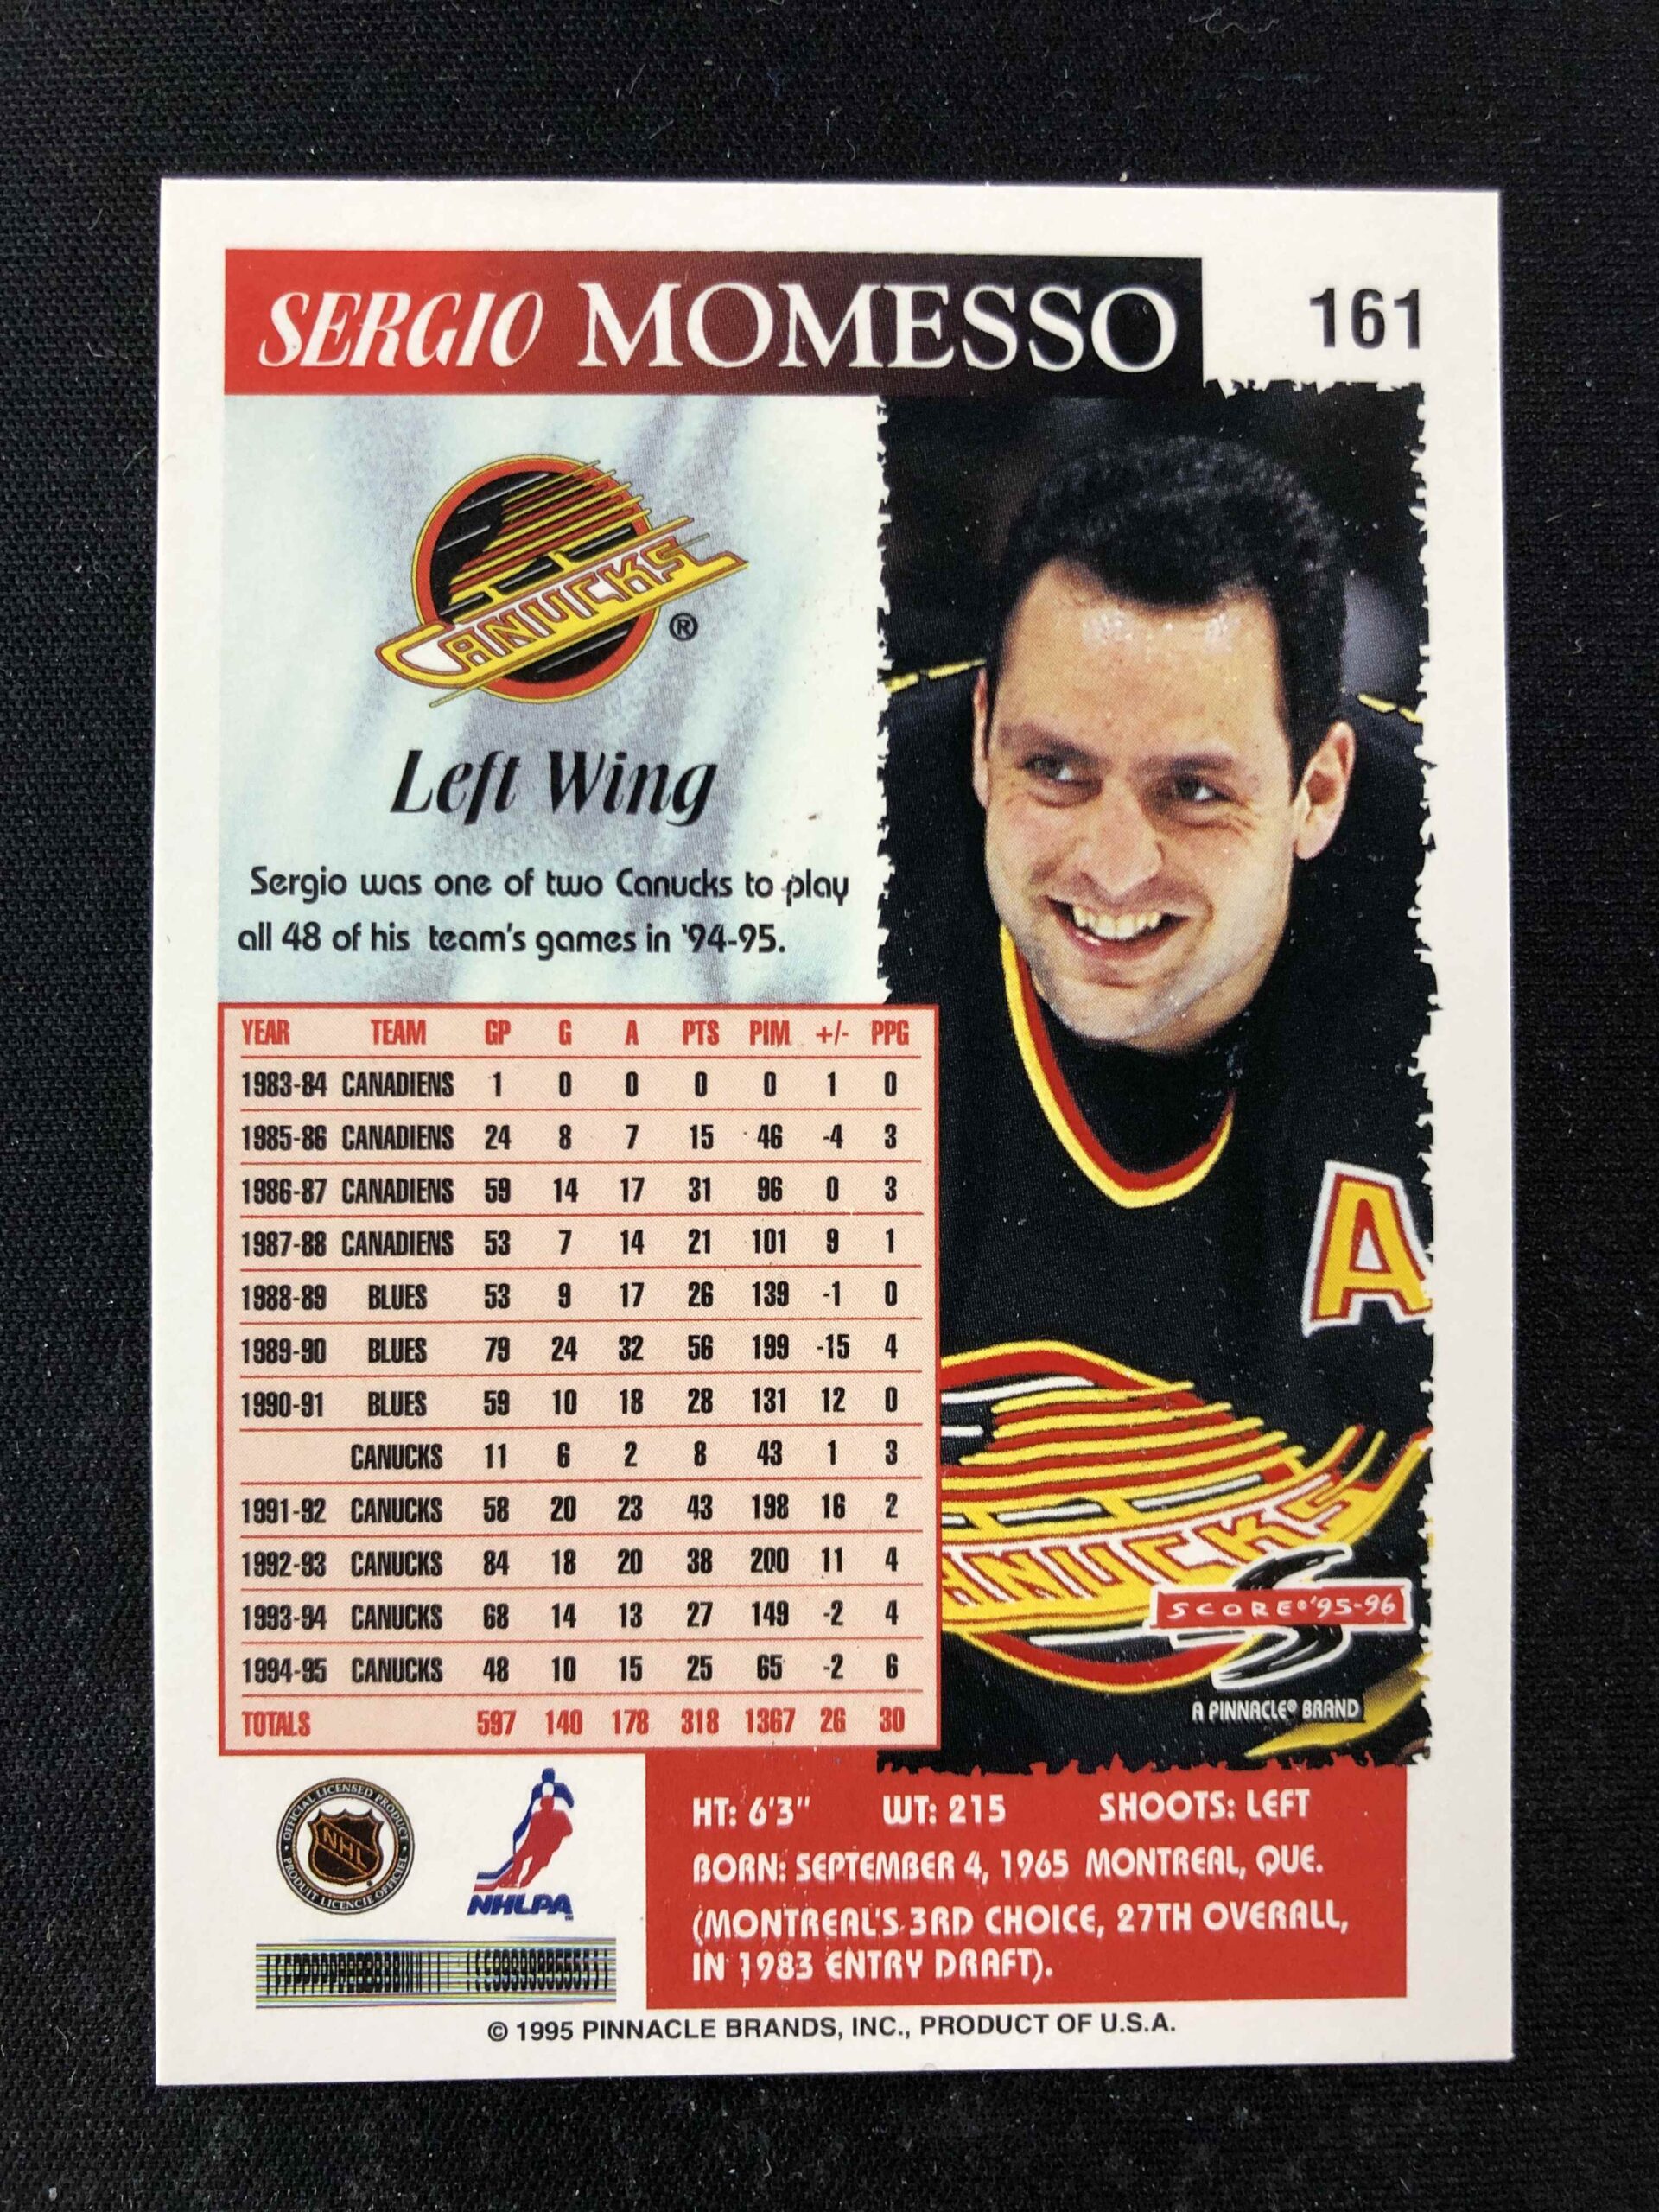 SERGIO MOMESSO
161
CANUCKS
®
Left Wing
Sergio was one of two Canucks to play
all 48 of his team's games in '94-95.
YEAR TEAM GP G A PTS PIM +/- PPG
1983-84 CANADIENS 1 0 0 0 0 1 0
1985-86 CANADIENS 24 8 7 15 46 -4 3
1986-87 CANADIENS 59 14 17 31 96 0 3
1987-88 CANADIENS 53 7 14 21 101 9 1
1988-89 BLUES 53 9 17 26 139 -1 0
1989-90 BLUES 79 24 32 56 199 -15 4
1990-91 BLUES 59 10 18 28 131 12 0
CANUCKS 11 6 2 8 43 1 3
1991-92 CANUCKS 58 20 23 43 198 16 2
1992-93 CANUCKS 84 18 20 38 200 11 4
1993-94 CANUCKS 68 14 13 27 149 -2 4
1994-95 CANUCKS 48 10 15 25 65 -2 6
TOTALS 597 140 178 318 1367 26 30
A
ANUCKS
SCORE® '95-96
A PINNACLE® BRAND
OFFICIAL LICENSED PRODUCT
NHL
PRODUIT LICENCIE OFFICIEL
NHLPA
HT: 6'3" WT: 215 SHOOTS: LEFT
BORN: SEPTEMBER 4, 1965 MONTREAL, QUE.
(MONTREAL'S 3RD CHOICE, 27TH OVERALL,
IN 1983 ENTRY DRAFT).
© 1995 PINNACLE BRANDS, INC., PRODUCT OF U.S.A.